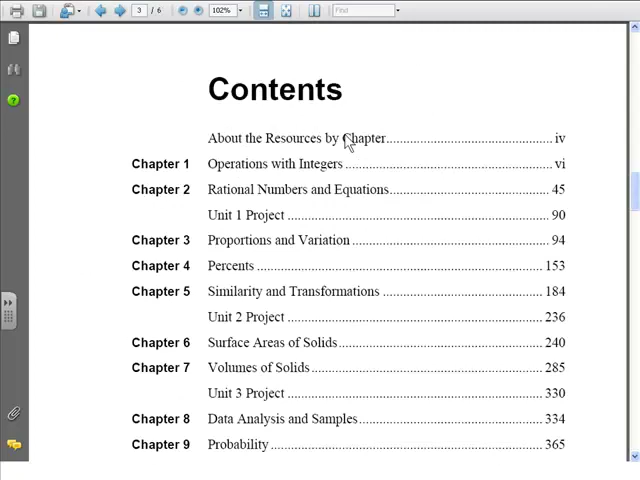 3 / 6 102% Find
Contents
About the Resources by Chapter.......... iv
Chapter 1 Operations with Integers .......... vi
Chapter 2 Rational Numbers and Equations.......... 45
Unit 1 Project .......... 90
Chapter 3 Proportions and Variation .......... 94
Chapter 4 Percents .......... 153
Chapter 5 Similarity and Transformations .......... 184
Unit 2 Project .......... 236
Chapter 6 Surface Areas of Solids.......... 240
Chapter 7 Volumes of Solids.......... 285
Unit 3 Project .......... 330
Chapter 8 Data Analysis and Samples.......... 334
Chapter 9 Probability .......... 365